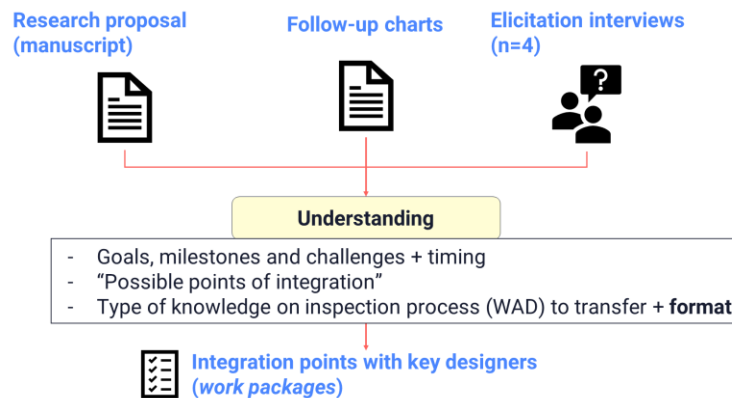 Research proposal
(manuscript)
Follow-up charts
Elicitation interviews
(n=4)
?
Understanding
- Goals, milestones and challenges + timing
- “Possible points of integration”
- Type of knowledge on inspection process (WAD) to transfer + format
Integration points with key designers
(work packages)